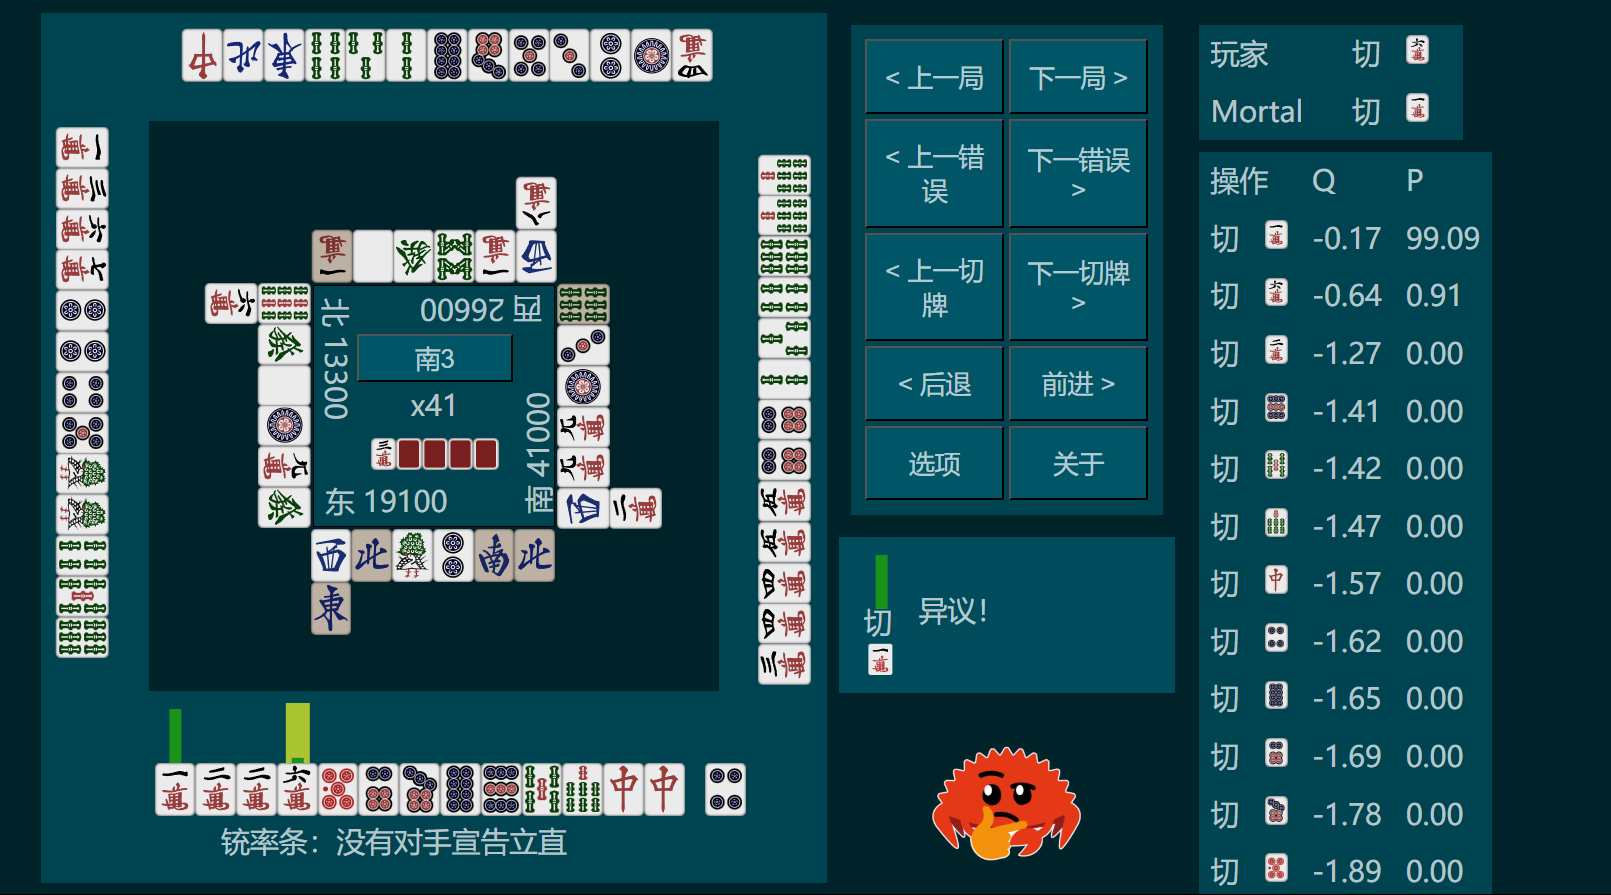 北 13300
西 26600
南3
x41
南 41000
东 19100
铳率条：没有对手宣告立直
< 上一局
下一局 >
< 上一错误
下一错误 >
< 上一切牌
下一切牌 >
< 后退
前进 >
选项
关于
切
异议！
玩家 切
Mortal 切
操作 Q P
切 -0.17 99.09
切 -0.64 0.91
切 -1.27 0.00
切 -1.41 0.00
切 -1.42 0.00
切 -1.47 0.00
切 -1.57 0.00
切 -1.62 0.00
切 -1.65 0.00
切 -1.69 0.00
切 -1.78 0.00
切 -1.89 0.00